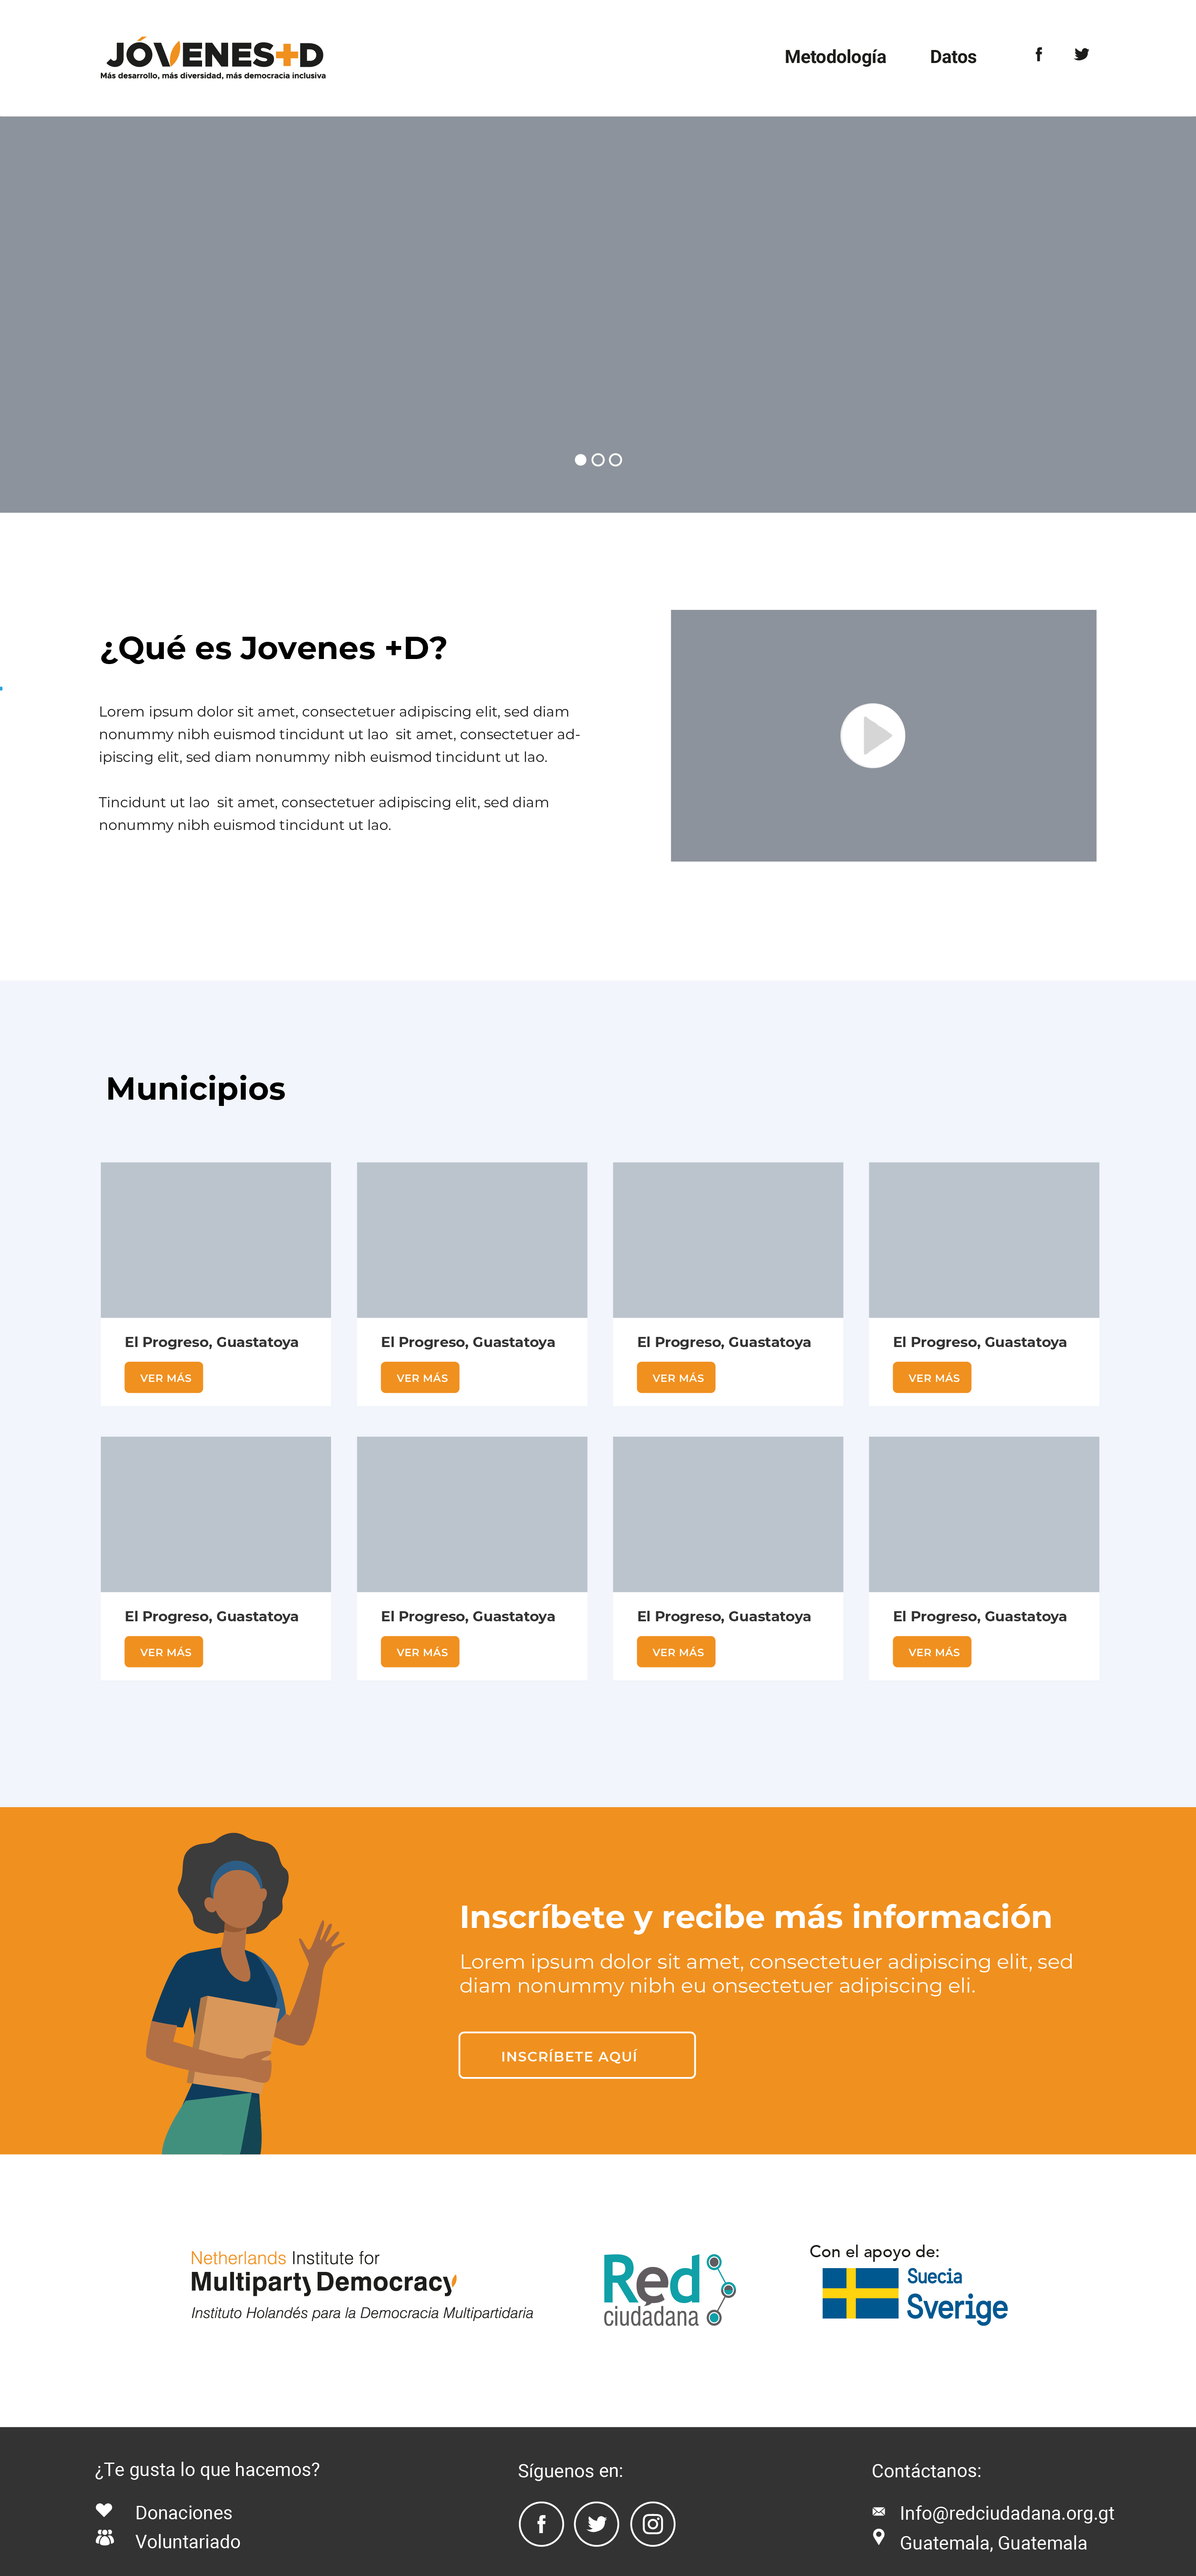 JÓVENES+D
Más desarrollo, más diversidad, más democracia inclusiva
Metodología
Datos
¿Qué es Jovenes +D?
Lorem ipsum dolor sit amet, consectetuer adipiscing elit, sed diam
nonummy nibh euismod tincidunt ut lao  sit amet, consectetuer ad-
ipiscing elit, sed diam nonummy nibh euismod tincidunt ut lao.
Tincidunt ut lao  sit amet, consectetuer adipiscing elit, sed diam
nonummy nibh euismod tincidunt ut lao.
Municipios
El Progreso, Guastatoya
VER MÁS
El Progreso, Guastatoya
VER MÁS
El Progreso, Guastatoya
VER MÁS
El Progreso, Guastatoya
VER MÁS
El Progreso, Guastatoya
VER MÁS
El Progreso, Guastatoya
VER MÁS
El Progreso, Guastatoya
VER MÁS
El Progreso, Guastatoya
VER MÁS
Inscríbete y recibe más información
Lorem ipsum dolor sit amet, consectetuer adipiscing elit, sed
diam nonummy nibh eu onsectetuer adipiscing eli.
INSCRÍBETE AQUÍ
Netherlands Institute for
Multiparty Democracy
Instituto Holandés para la Democracia Multipartidaria
Red
ciudadana
Con el apoyo de:
Suecia
Sverige
¿Te gusta lo que hacemos?
Donaciones
Voluntariado
Síguenos en:
Contáctanos:
Info@redciudadana.org.gt
Guatemala, Guatemala